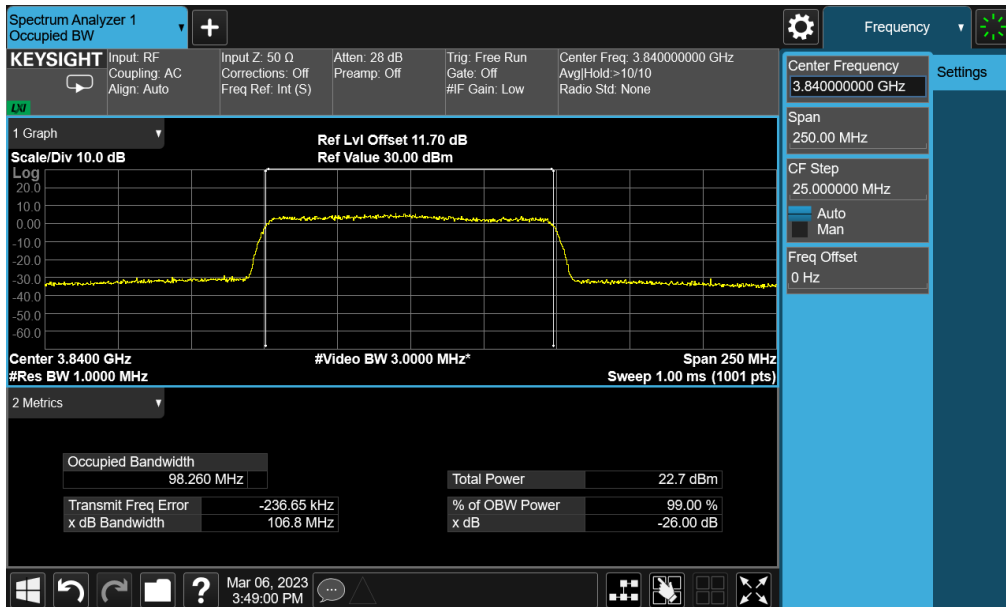 Spectrum Analyzer 1
Occupied BW
+
Frequency
KEYSIGHT
LXI
Input: RF
Coupling: AC
Align: Auto
Input Z: 50 Ω
Corrections: Off
Freq Ref: Int (S)
Atten: 28 dB
Preamp: Off
Trig: Free Run
Gate: Off
#IF Gain: Low
Center Freq: 3.840000000 GHz
Avg|Hold:>10/10
Radio Std: None
Center Frequency
3.840000000 GHz
Settings
Span
250.00 MHz
CF Step
25.000000 MHz
Auto
Man
Freq Offset
0 Hz
1 Graph
Scale/Div 10.0 dB
Ref Lvl Offset 11.70 dB
Ref Value 30.00 dBm
Log
20.0
10.0
0.00
-10.0
-20.0
-30.0
-40.0
-50.0
-60.0
Center 3.8400 GHz
#Video BW 3.0000 MHz*
Span 250 MHz
#Res BW 1.0000 MHz
Sweep 1.00 ms (1001 pts)
2 Metrics
Occupied Bandwidth
98.260 MHz
Total Power 22.7 dBm
Transmit Freq Error -236.65 kHz
% of OBW Power 99.00 %
x dB Bandwidth 106.8 MHz
x dB -26.00 dB
?
Mar 06, 2023
3:49:00 PM